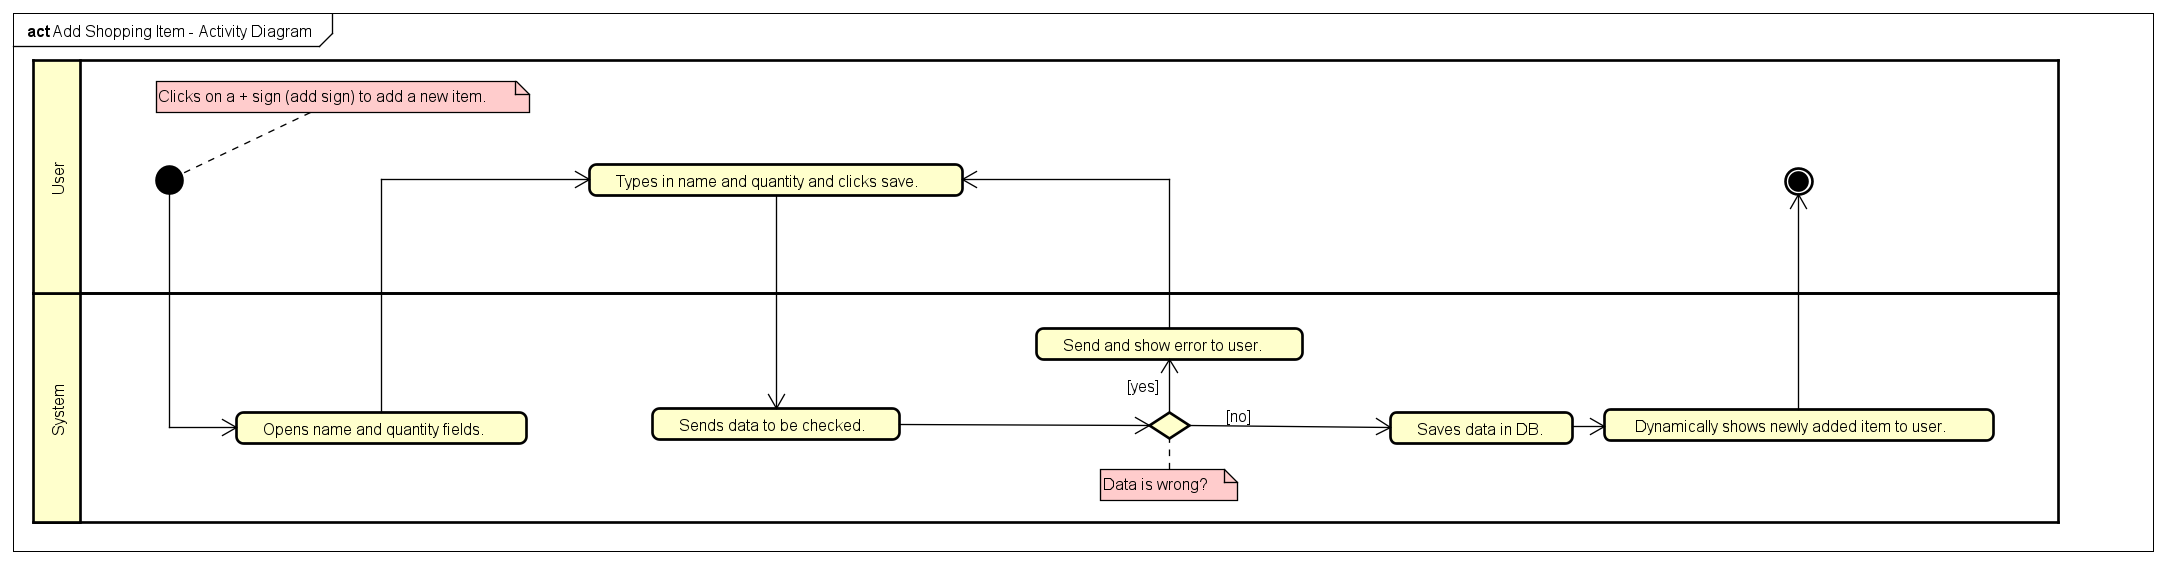 act Add Shopping Item - Activity Diagram
Clicks on a + sign (add sign) to add a new item.
User
Types in name and quantity and clicks save.
System
Send and show error to user.
[yes]
[no]
Opens name and quantity fields.
Sends data to be checked.
Saves data in DB.
Dynamically shows newly added item to user.
Data is wrong?